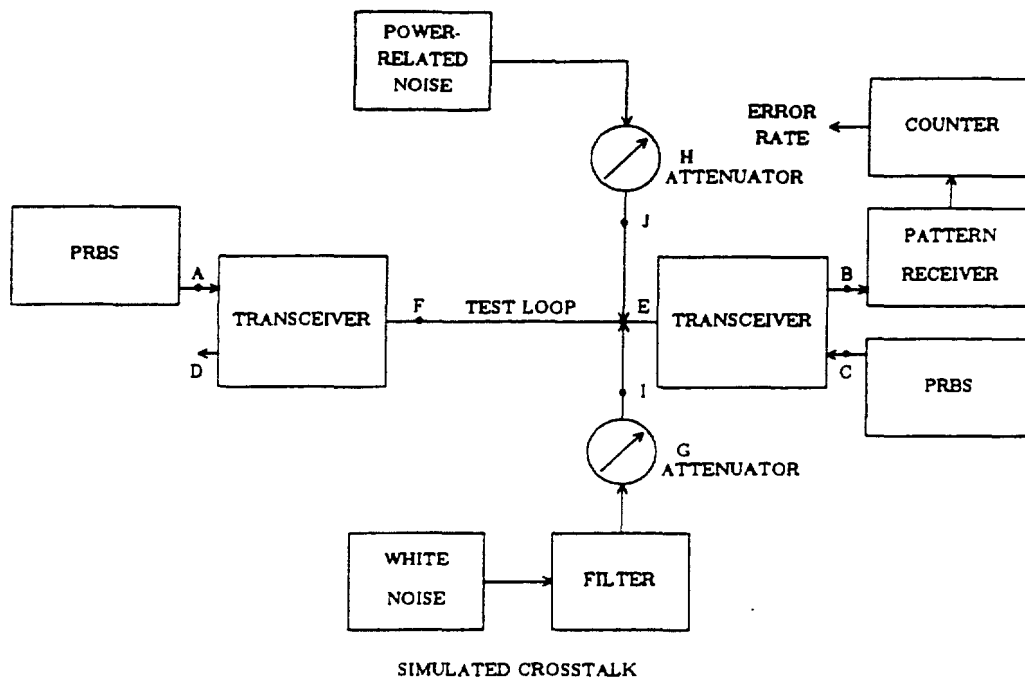 POWER-
RELATED
NOISE
ERROR
RATE
COUNTER
H
ATTENUATOR
PRBS
A
J
B
PATTERN
RECEIVER
TRANSCEIVER
F
TEST LOOP
E
TRANSCEIVER
D
C
PRBS
I
G
ATTENUATOR
WHITE
NOISE
FILTER
SIMULATED CROSSTALK